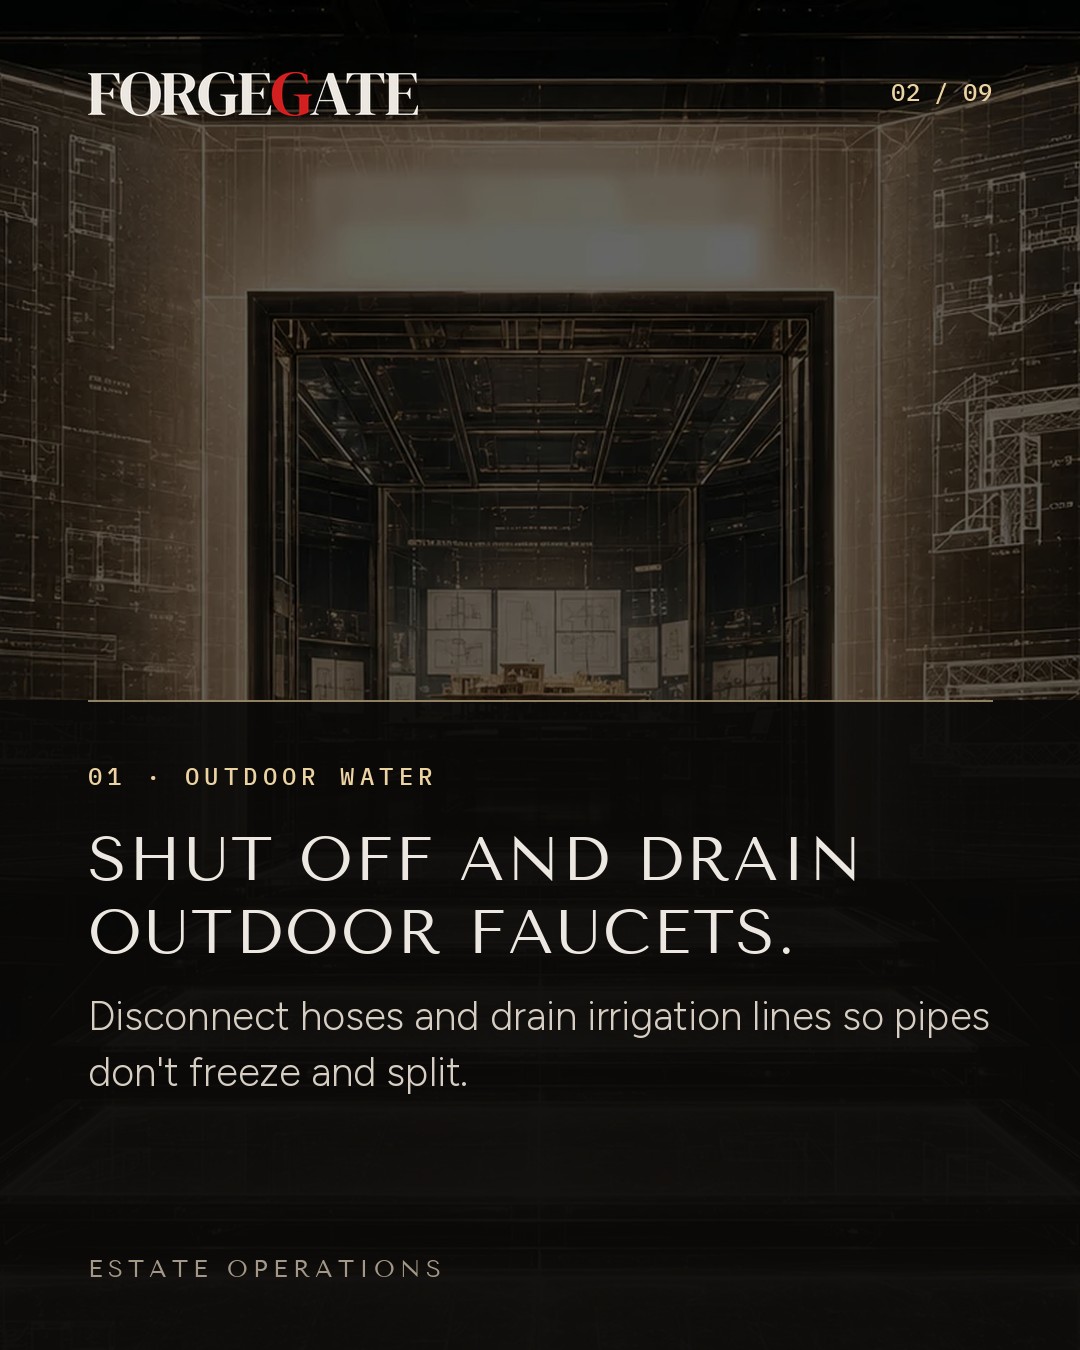 FORGEGATE
02 / 09
01 · OUTDOOR WATER
SHUT OFF AND DRAIN
OUTDOOR FAUCETS.
Disconnect hoses and drain irrigation lines so pipes
don't freeze and split.
ESTATE OPERATIONS